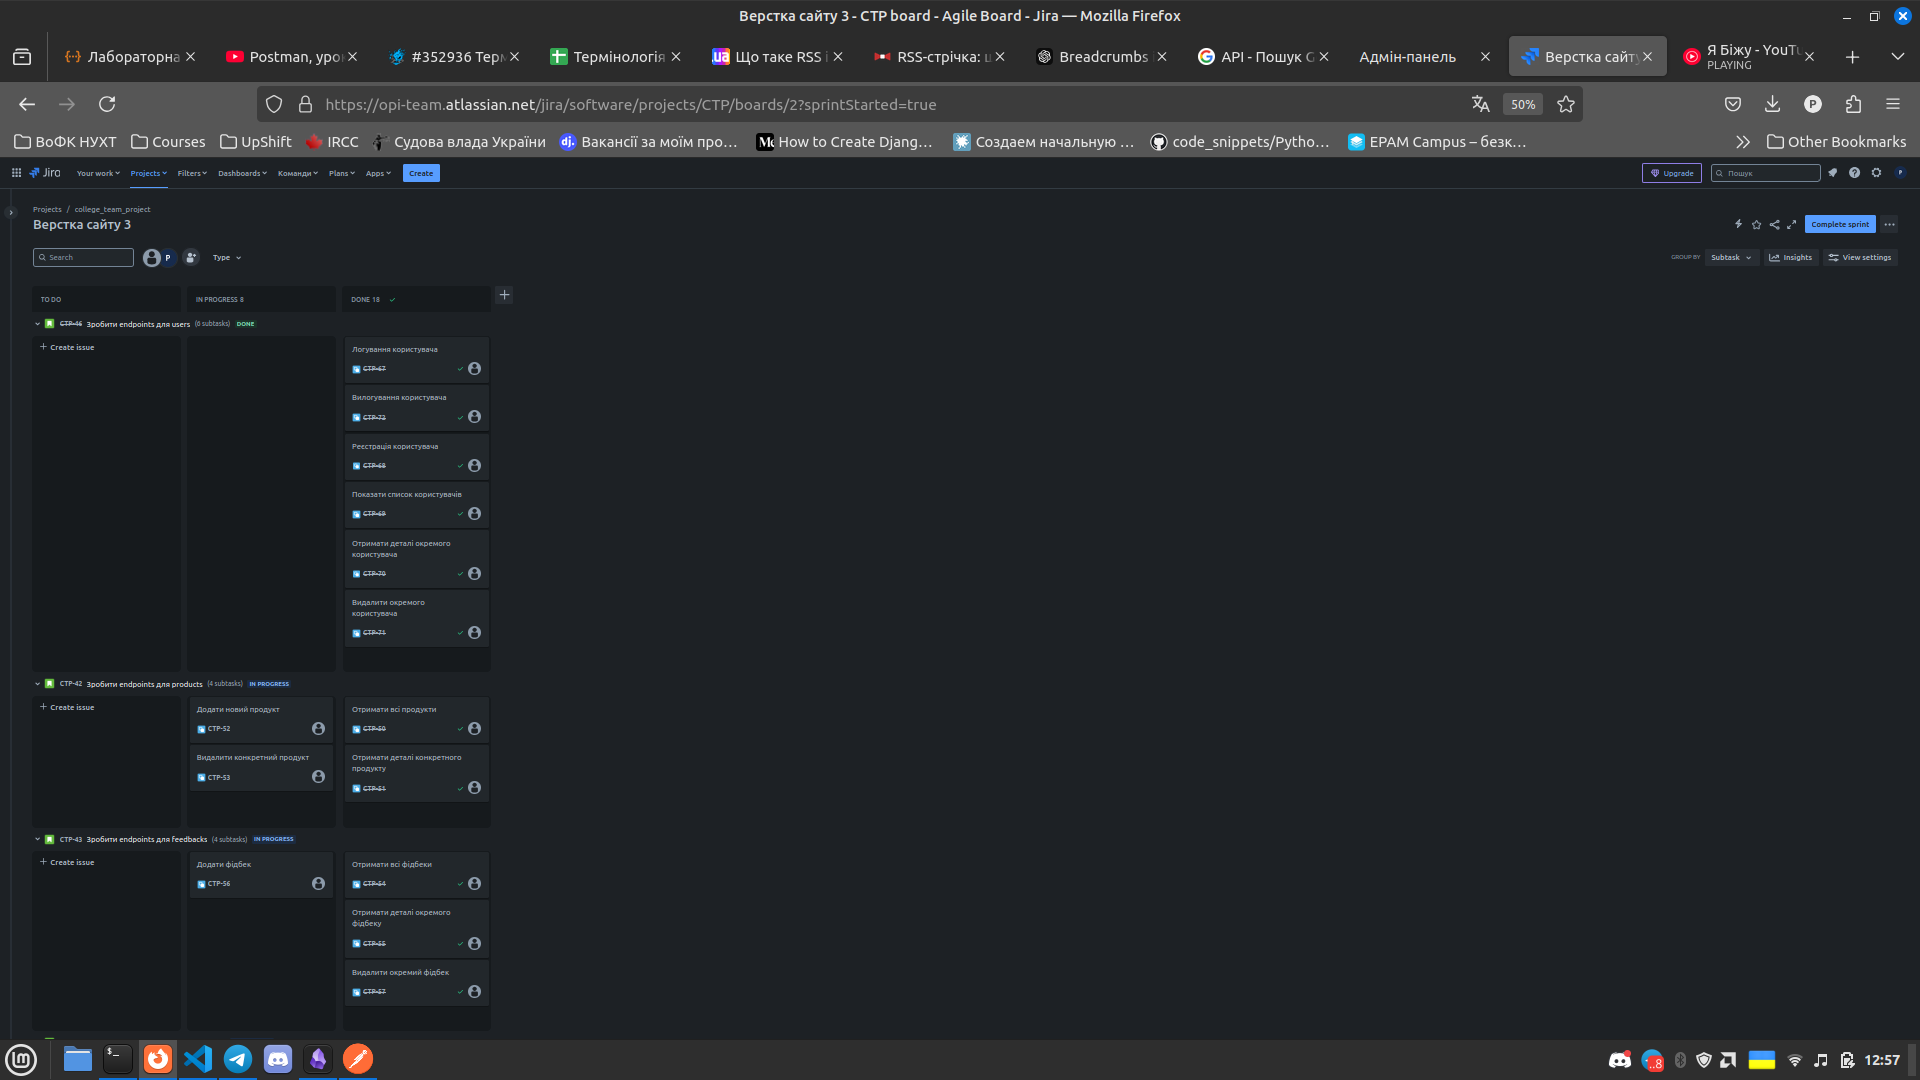 Верстка сайту 3 - CTP board - Agile Board - Jira — Mozilla Firefox
Лабораторна
Postman, уро
#352936 Терм
Термінологія
Що таке RSS і
RSS-стрічка: щ
Breadcrumbs
API - Пошук G
Адмін-панель
Верстка сайту
Я Біжу - YouTu
PLAYING
https://opi-team.atlassian.net/jira/software/projects/CTP/boards/2?sprintStarted=true
50%
P
ВоФК НУХТ
Courses
UpShift
IRCC
Судова влада України
Вакансії за моїм про…
How to Create Djang…
Создаем начальную …
code_snippets/Pytho…
EPAM Campus – безк…
Other Bookmarks
Jira
Your work
Projects
Filters
Dashboards
Команди
Plans
Apps
Create
Upgrade
Пошук
Projects / college_team_project
Верстка сайту 3
Complete sprint
Search
P
Type
GROUP BY
Subtask
Insights
View settings
TO DO
IN PROGRESS 8
DONE 18
CTP-46 Зробити endpoints для users (6 subtasks) DONE
Create issue
Логування користувача
CTP-67
Вилогування користувача
CTP-72
Реєстрація користувача
CTP-68
Показати список користувачів
CTP-69
Отримати деталі окремого
користувача
CTP-70
Видалити окремого
користувача
CTP-71
CTP-42 Зробити endpoints для products (4 subtasks) IN PROGRESS
Create issue
Додати новий продукт
CTP-52
Видалити конкретний продукт
CTP-53
Отримати всі продукти
CTP-50
Отримати деталі конкретного
продукту
CTP-51
CTP-43 Зробити endpoints для feedbacks (4 subtasks) IN PROGRESS
Create issue
Додати фідбек
CTP-56
Отримати всі фідбеки
CTP-54
Отримати деталі окремого
фідбеку
CTP-55
Видалити окремий фідбек
CTP-57
12:57